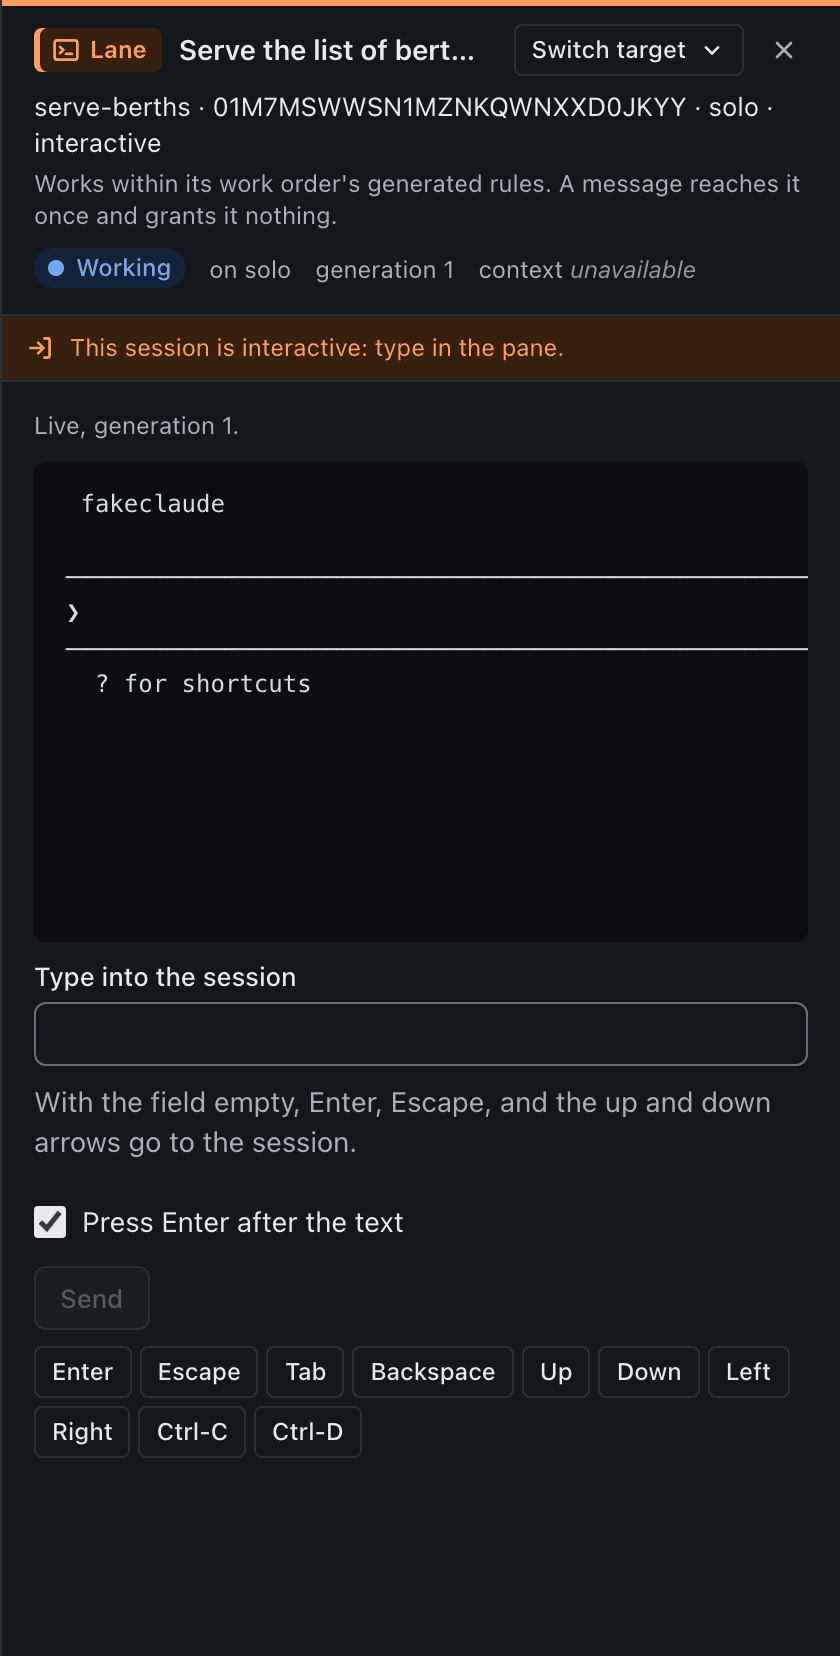 Lane Serve the list of bert... Switch target
serve-berths · 01M7MSWWSN1MZNKQWNXXD0JKYY · solo ·
interactive
Works within its work order's generated rules. A message reaches it
once and grants it nothing.
Working on solo generation 1 context unavailable
This session is interactive: type in the pane.
Live, generation 1.
fakeclaude
❯
? for shortcuts
Type into the session
With the field empty, Enter, Escape, and the up and down
arrows go to the session.
Press Enter after the text
Send
Enter Escape Tab Backspace Up Down Left
Right Ctrl-C Ctrl-D